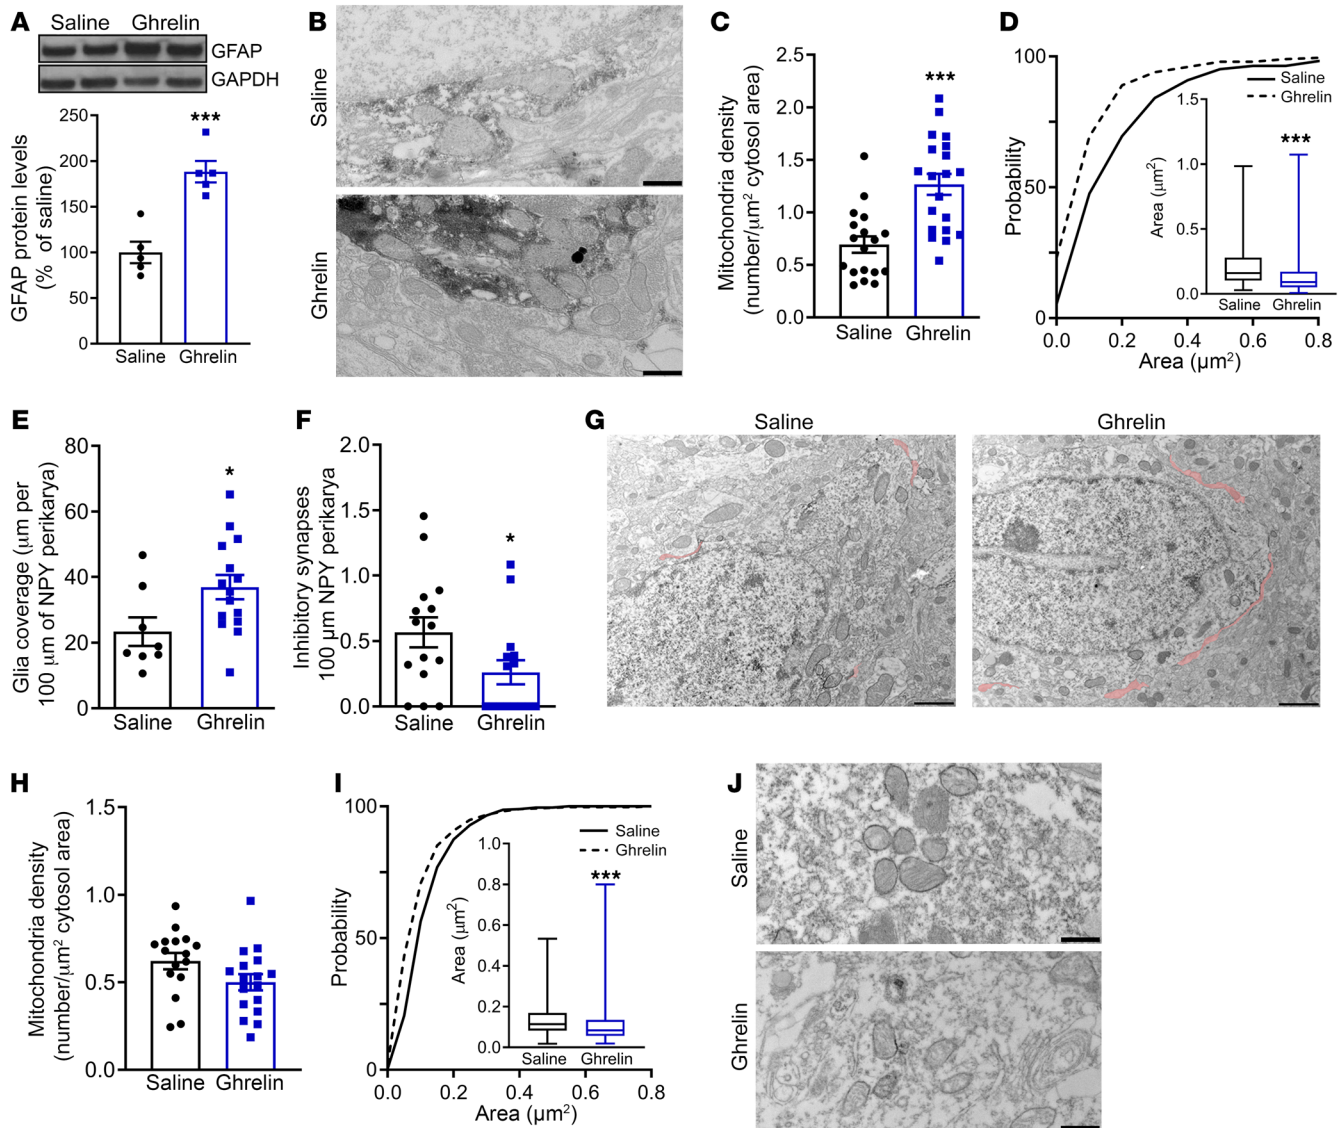 A
Saline Ghrelin
GFAP
GAPDH
GFAP protein levels
(% of saline)
250
200
150
100
50
0
***
Saline Ghrelin
B
Saline
Ghrelin
C
Mitochondria density
(number/μm² cytosol area)
2.5
2.0
1.5
1.0
0.5
0.0
***
Saline Ghrelin
D
Probability
100
50
0
Saline
Ghrelin
Area (μm²)
1.5
1.0
0.5
0.0
***
Saline Ghrelin
0.0 0.2 0.4 0.6 0.8
Area (μm²)
E
Glia coverage (μm per
100 μm of NPY perikarya)
80
60
40
20
0
*
Saline Ghrelin
F
Inhibitory synapses
100 μm NPY perikarya
2.0
1.5
1.0
0.5
0.0
*
Saline Ghrelin
G
Saline Ghrelin
H
Mitochondria density
(number/μm² cytosol area)
1.5
1.0
0.5
0.0
Saline Ghrelin
I
Probability
100
50
0
Saline
Ghrelin
Area (μm²)
1.0
0.8
0.6
0.4
0.2
0.0
***
Saline Ghrelin
0.0 0.2 0.4 0.6 0.8
Area (μm²)
J
Saline
Ghrelin